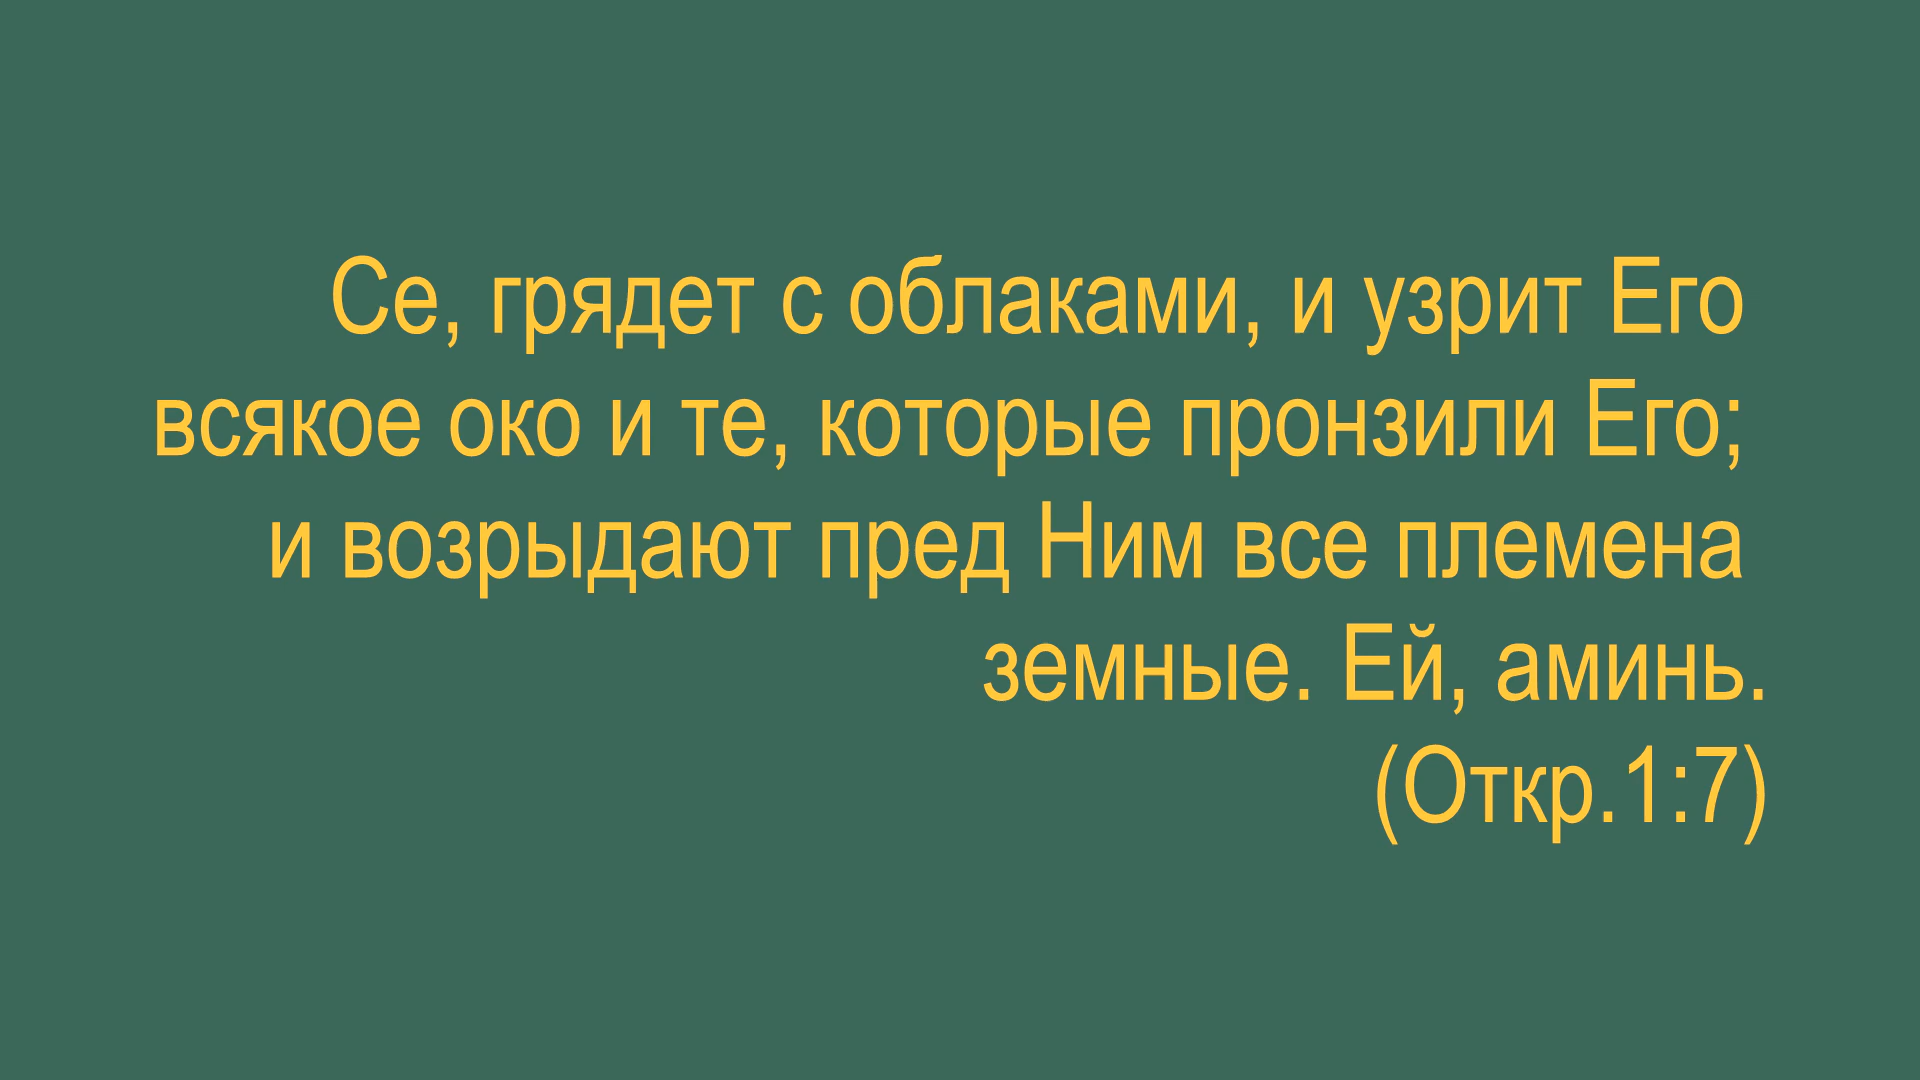 Се, грядет с облаками, и узрит Его
всякое око и те, которые пронзили Его;
и возрыдают пред Ним все племена
земные. Ей, аминь.
(Откр.1:7)